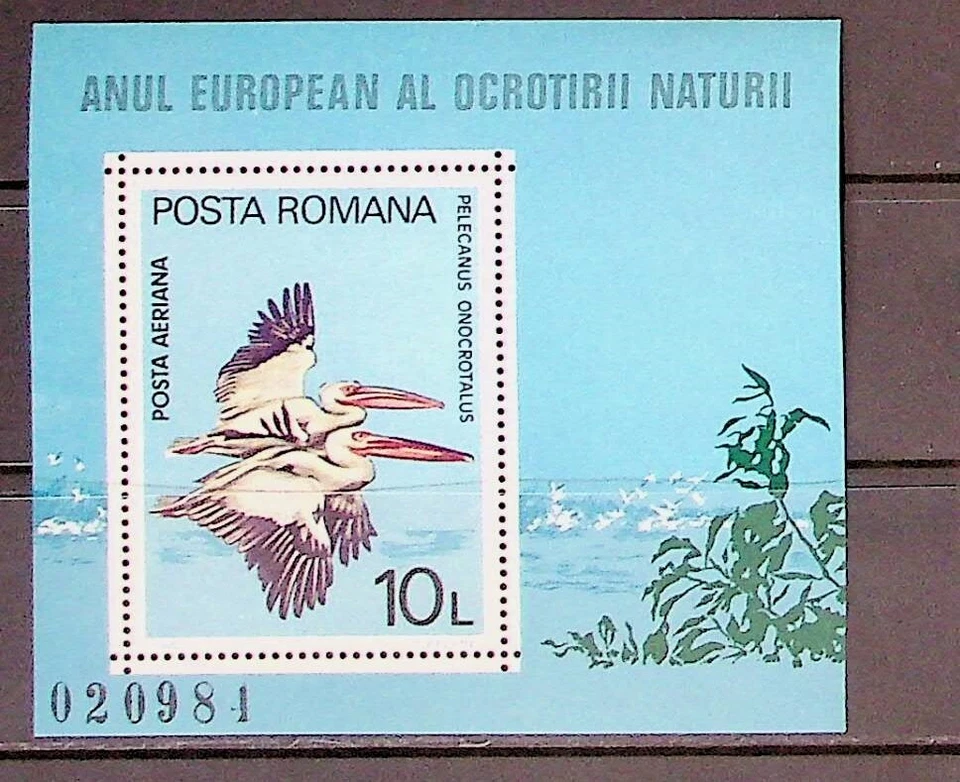 ANUL EUROPEAN AL OCROTIRII NATURII
POSTA ROMANA
POSTA AERIANA
PELECANUS ONOCROTALUS
10L
020981